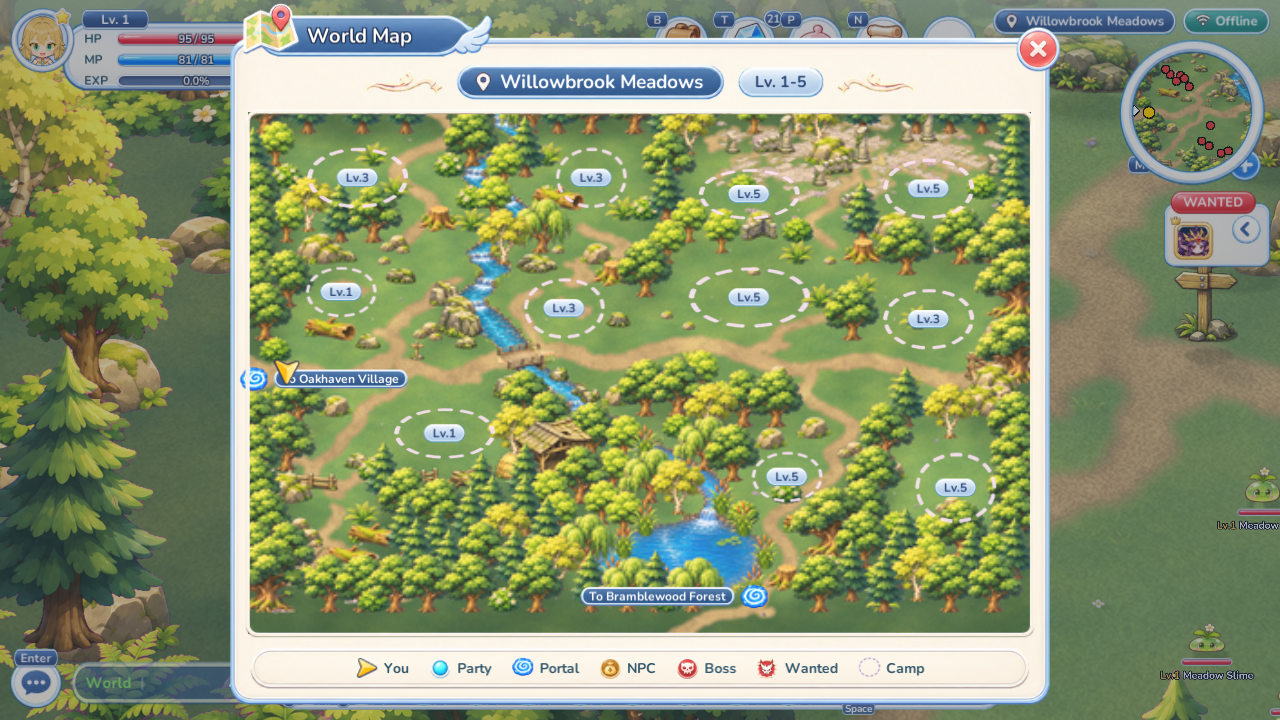 Lv. 1
HP 95/95
MP 81/81
EXP 0.0%
World Map
B
T
21
P
N
Willowbrook Meadows
Offline
Willowbrook Meadows
Lv. 1-5
M
WANTED
Lv.3
Lv.3
Lv.5
Lv.5
Lv.1
Lv.3
Lv.5
Lv.3
Oakhaven Village
Lv.1
Lv.5
Lv.5
To Bramblewood Forest
Lv.1 Meadow
Lv.1 Meadow Slime
You
Party
Portal
NPC
Boss
Wanted
Camp
Enter
World
Space